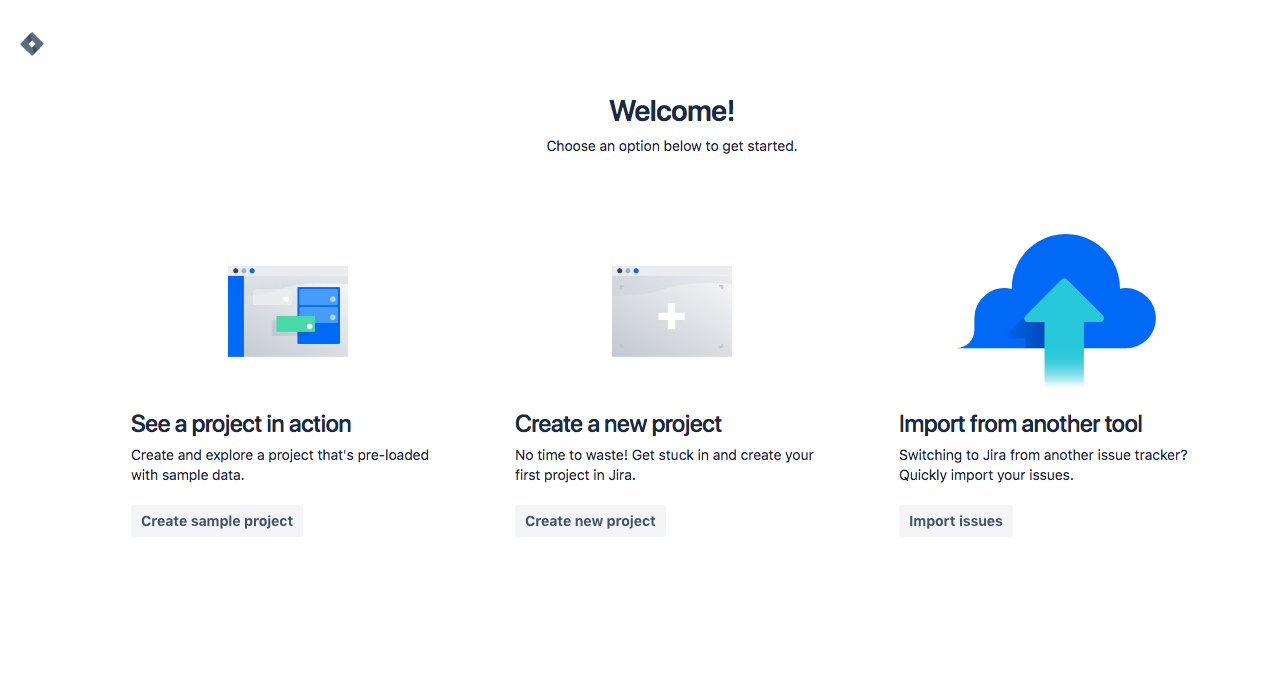 Welcome!
Choose an option below to get started.
See a project in action
Create and explore a project that's pre-loaded
with sample data.
Create sample project
Create a new project
No time to waste! Get stuck in and create your
first project in Jira.
Create new project
Import from another tool
Switching to Jira from another issue tracker?
Quickly import your issues.
Import issues